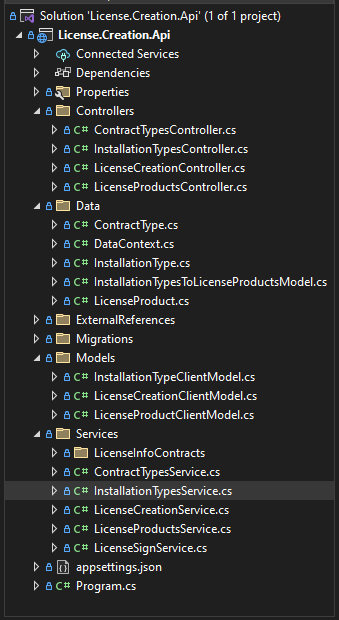 Solution 'License.Creation.Api' (1 of 1 project)
License.Creation.Api
Connected Services
Dependencies
Properties
Controllers
C# ContractTypesController.cs
C# InstallationTypesController.cs
C# LicenseCreationController.cs
C# LicenseProductsController.cs
Data
C# ContractType.cs
C# DataContext.cs
C# InstallationType.cs
C# InstallationTypesToLicenseProductsModel.cs
C# LicenseProduct.cs
ExternalReferences
Migrations
Models
C# InstallationTypeClientModel.cs
C# LicenseCreationClientModel.cs
C# LicenseProductClientModel.cs
Services
LicenseInfoContracts
C# ContractTypesService.cs
C# InstallationTypesService.cs
C# LicenseCreationService.cs
C# LicenseProductsService.cs
C# LicenseSignService.cs
appsettings.json
C# Program.cs